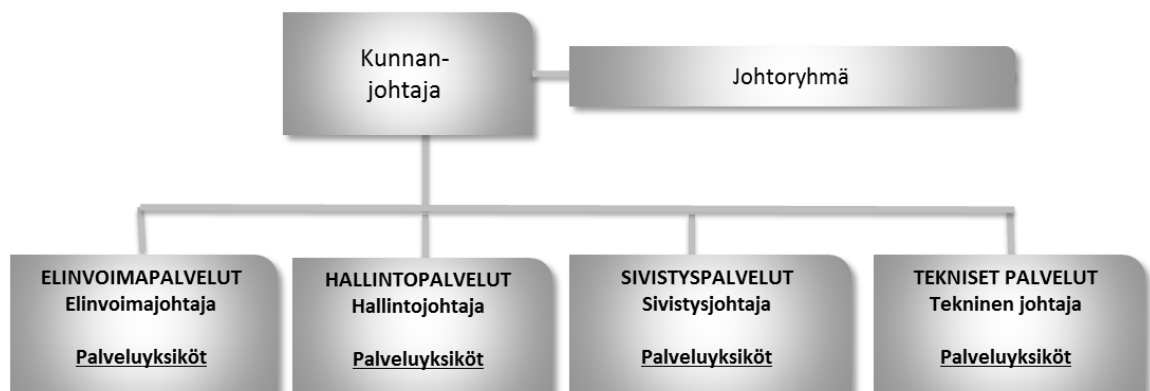 Kunnan-
johtaja
Johtoryhmä
ELINVOIMAPALVELUT
Elinvoimajohtaja
Palveluyksiköt
HALLINTOPALVELUT
Hallintojohtaja
Palveluyksiköt
SIVISTYSPALVELUT
Sivistysjohtaja
Palveluyksiköt
TEKNISET PALVELUT
Tekninen johtaja
Palveluyksiköt